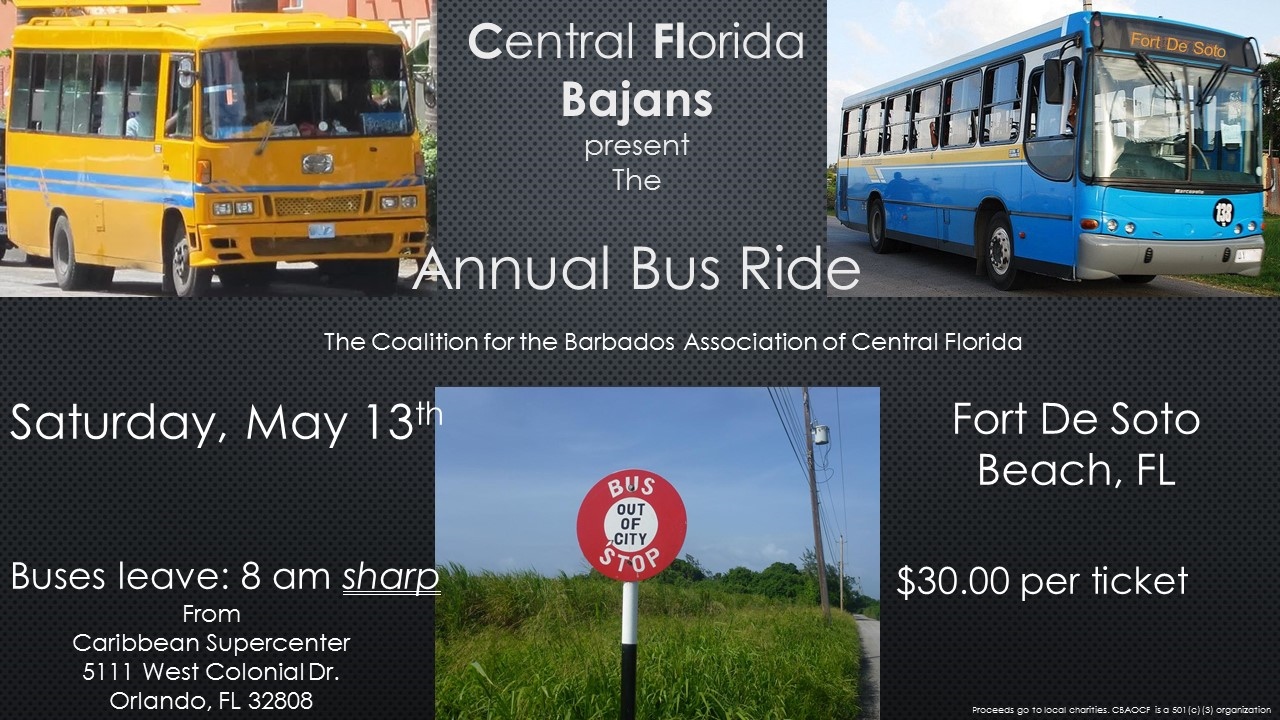 Central Florida
Bajans
present
The
Annual Bus Ride
Fort De Soto
Marcopolo
138
The Coalition for the Barbados Association of Central Florida
Saturday, May 13th
Buses leave: 8 am sharp
From
Caribbean Supercenter
5111 West Colonial Dr.
Orlando, FL 32808
BUS
OUT
OF
CITY
STOP
Fort De Soto
Beach, FL
$30.00 per ticket
Proceeds go to local charities. CBAOCF is a 501(c)(3) organization